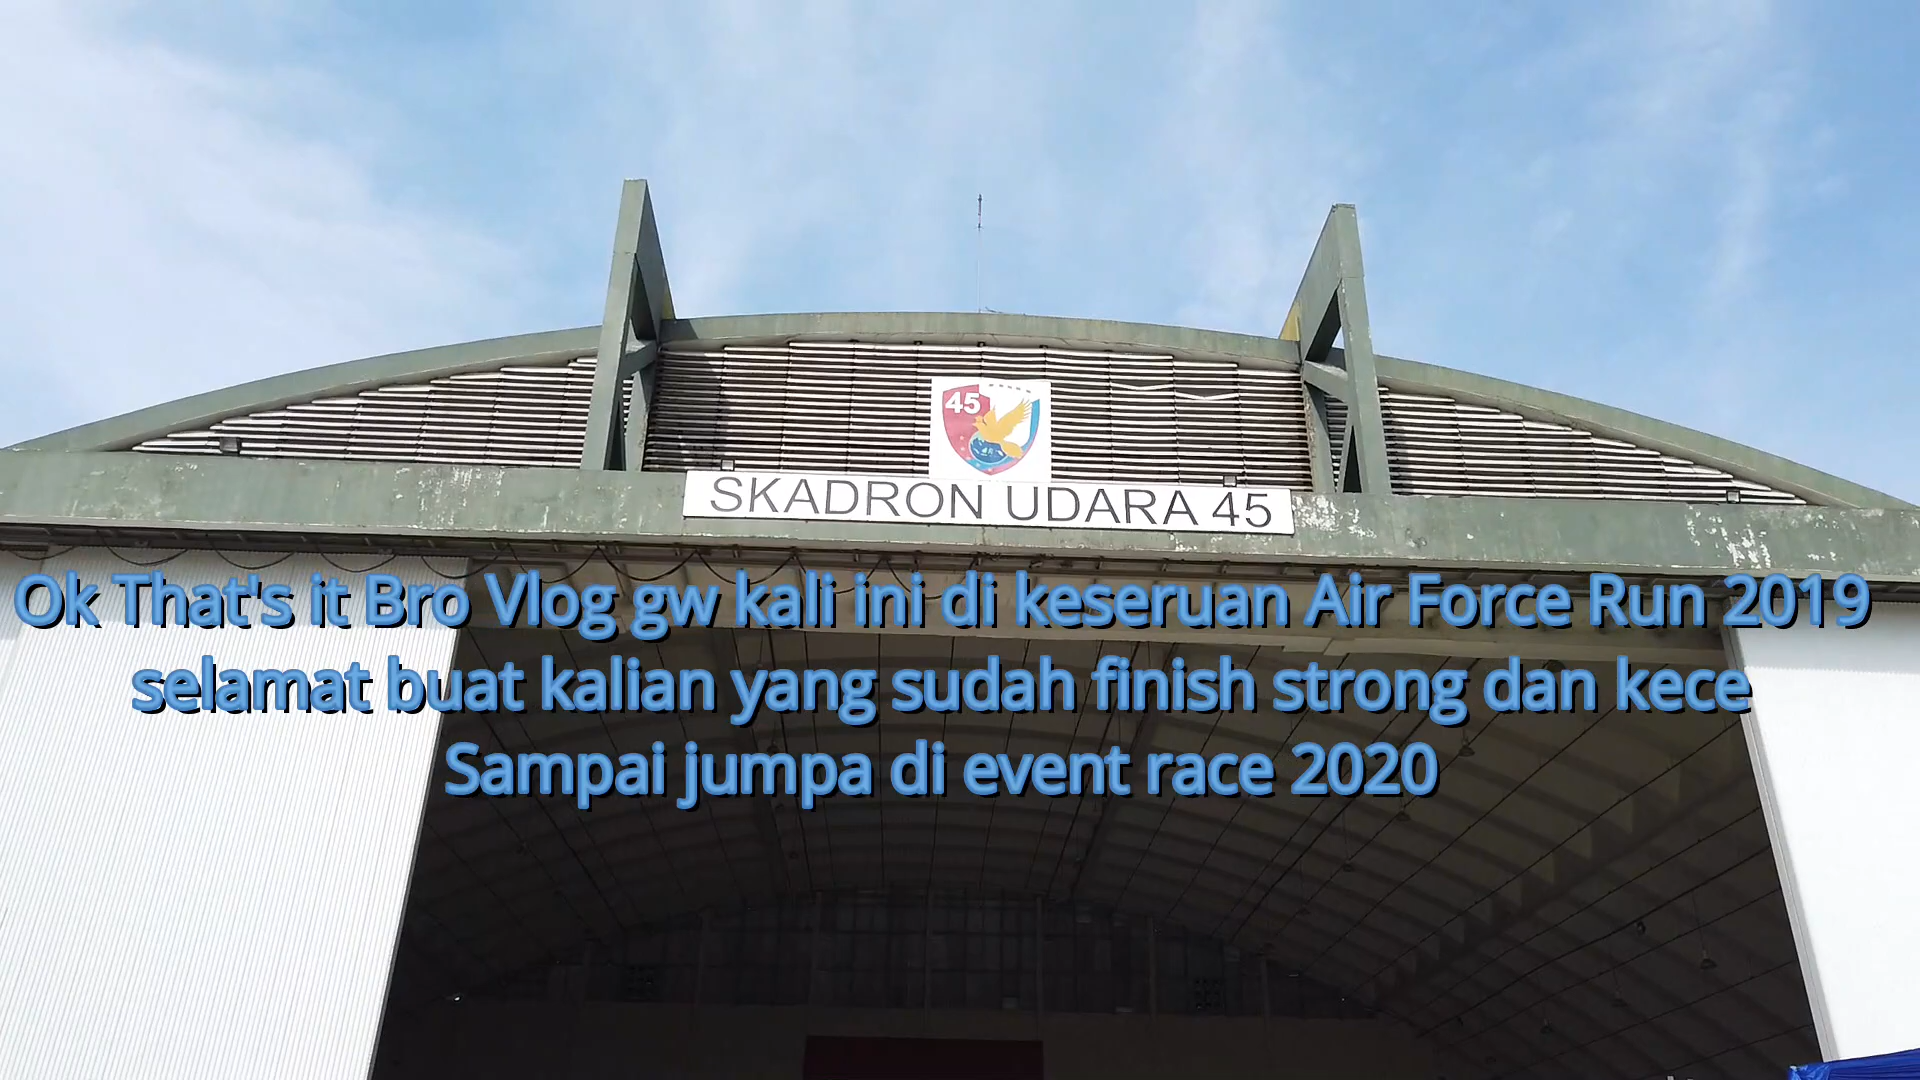 45
SKADRON UDARA 45
Ok That's it Bro Vlog gw kali ini di keseruan Air Force Run 2019
selamat buat kalian yang sudah finish strong dan kece
Sampai jumpa di event race 2020